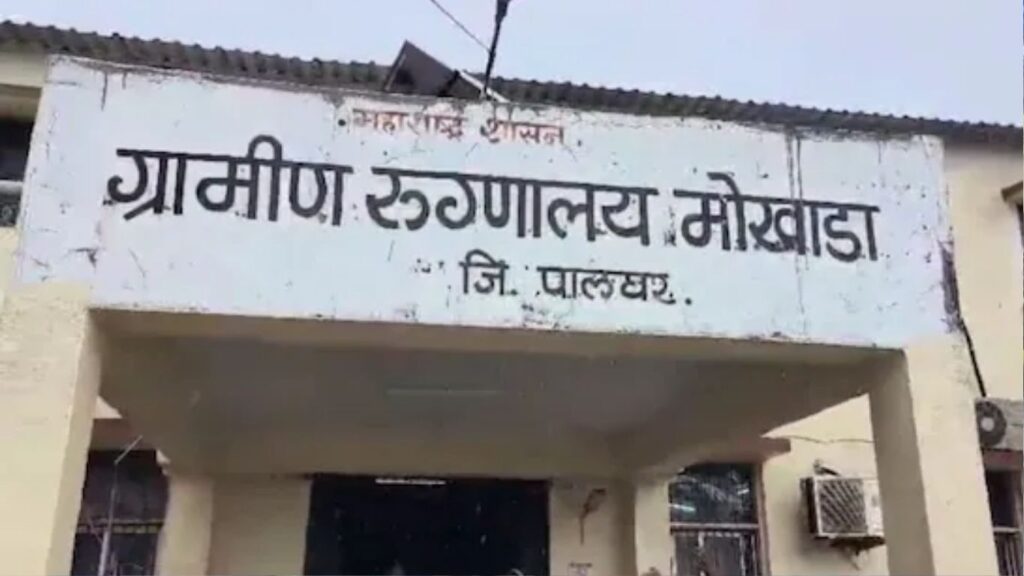 महाराष्ट्र शासन.
ग्रामीण रुग्णालय मोखाडा
जि. पालघर.